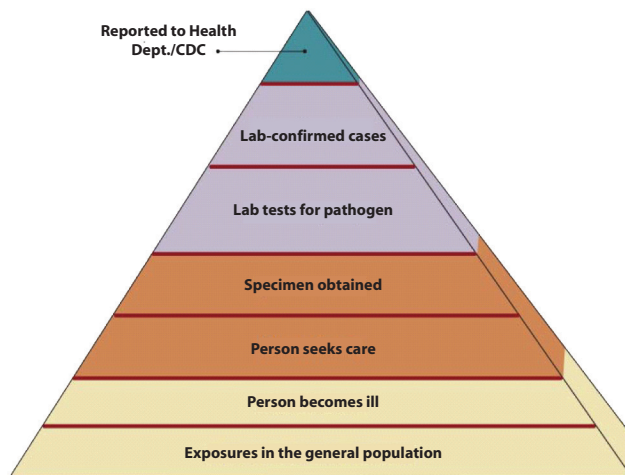 Reported to Health
Dept./CDC
Lab-confirmed cases
Lab tests for pathogen
Specimen obtained
Person seeks care
Person becomes ill
Exposures in the general population